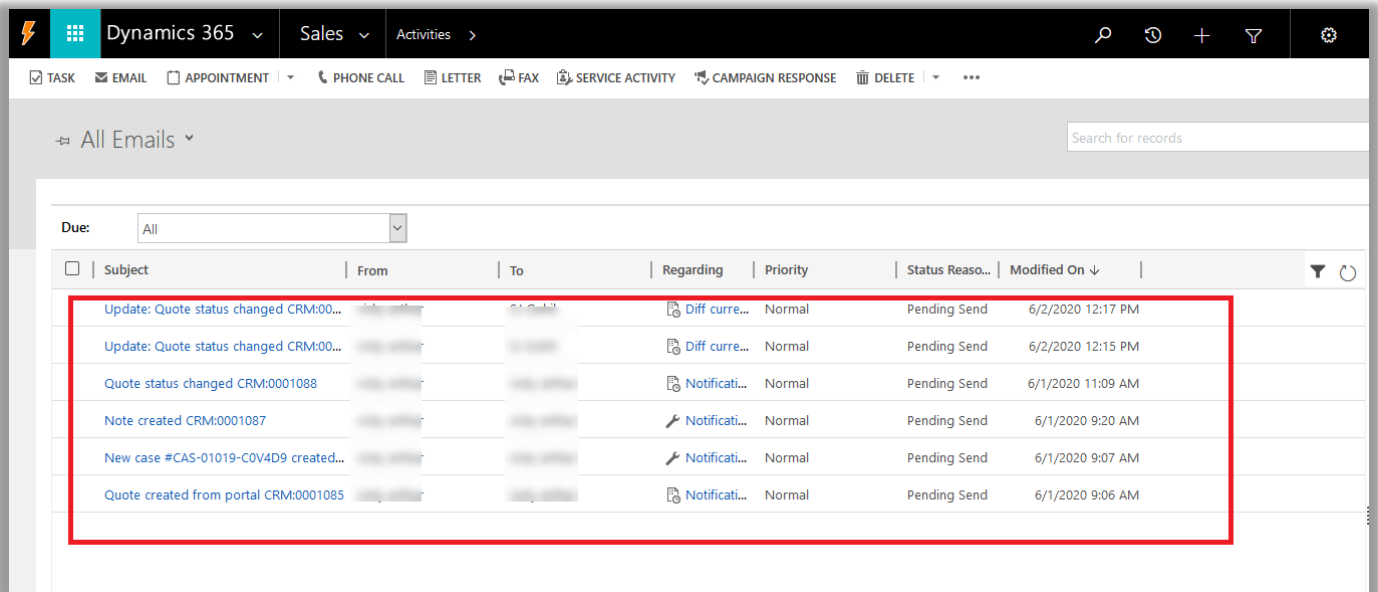 Dynamics 365 Sales Activities
TASK EMAIL APPOINTMENT PHONE CALL LETTER FAX SERVICE ACTIVITY CAMPAIGN RESPONSE DELETE
All Emails
Search for records
Due: All
Subject From To Regarding Priority Status Reaso... Modified On
Update: Quote status changed CRM:00... Diff curre... Normal Pending Send 6/2/2020 12:17 PM
Update: Quote status changed CRM:00... Diff curre... Normal Pending Send 6/2/2020 12:15 PM
Quote status changed CRM:0001088 Notificati... Normal Pending Send 6/1/2020 11:09 AM
Note created CRM:0001087 Notificati... Normal Pending Send 6/1/2020 9:20 AM
New case #CAS-01019-C0V4D9 created... Notificati... Normal Pending Send 6/1/2020 9:07 AM
Quote created from portal CRM:0001085 Notificati... Normal Pending Send 6/1/2020 9:06 AM